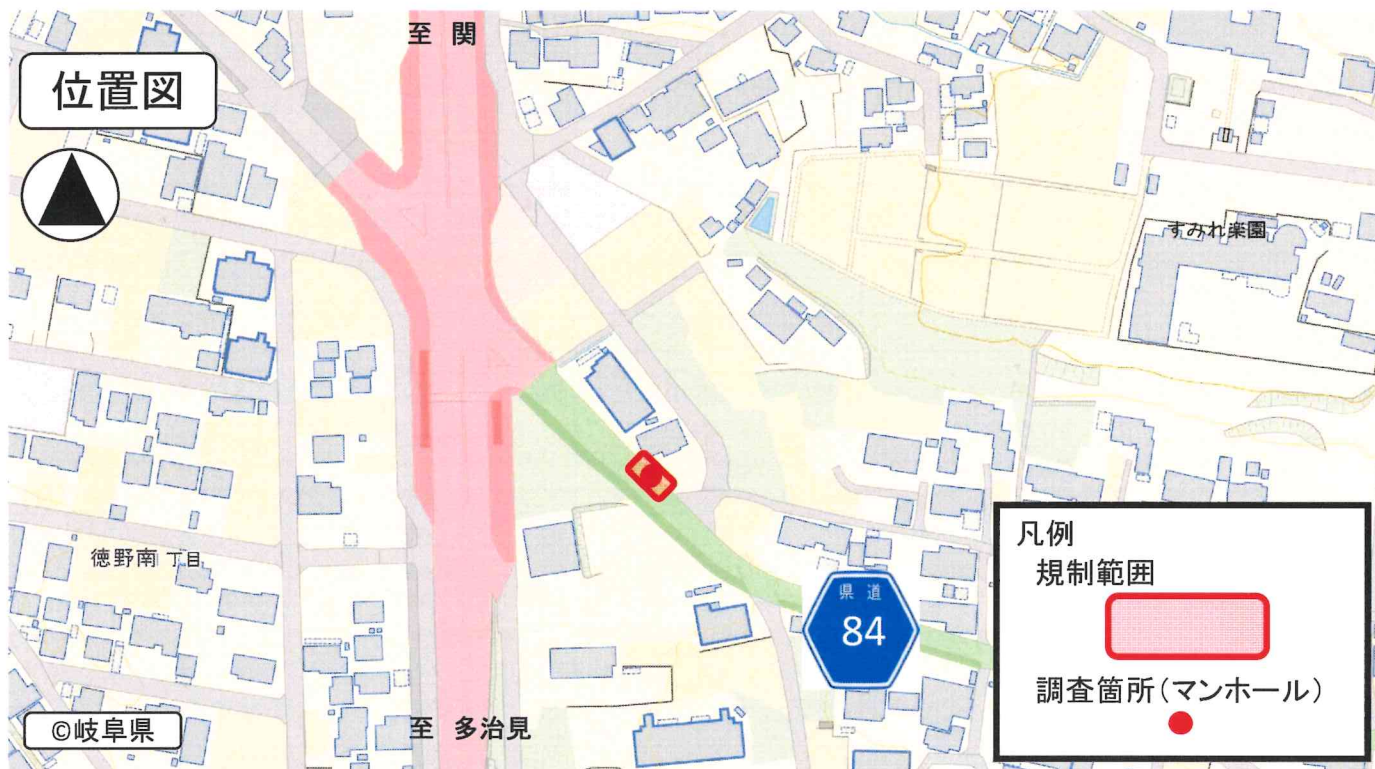 至 関
位置図
すみれ楽園
徳野南 丁目
県道
84
凡例
規制範囲
調査箇所(マンホール)
©岐阜県
至 多治見